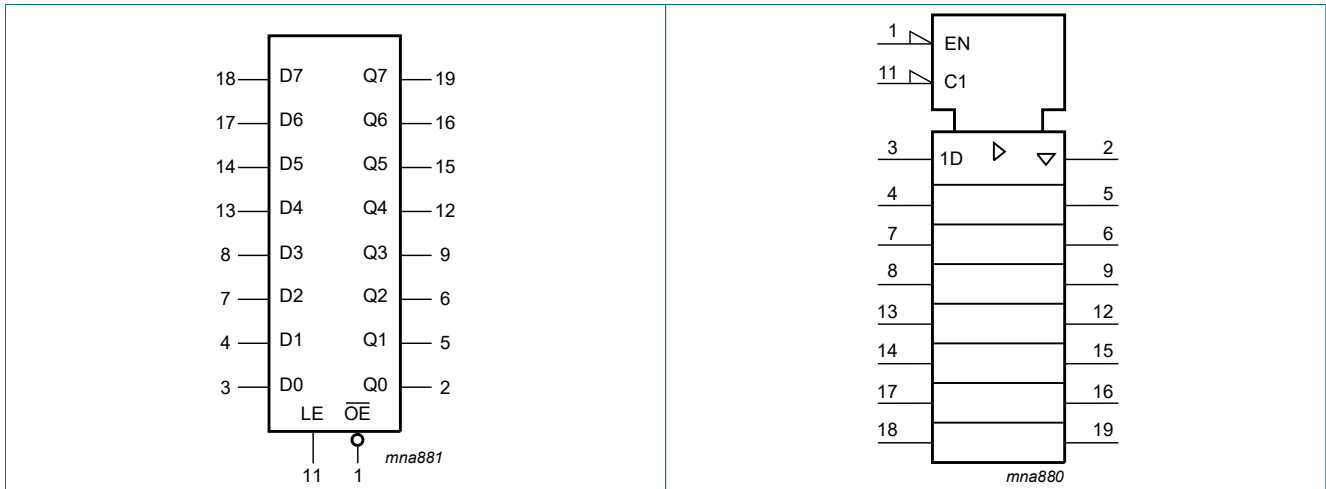 18 D7 Q7 19
17 D6 Q6 16
14 D5 Q5 15
13 D4 Q4 12
8 D3 Q3 9
7 D2 Q2 6
4 D1 Q1 5
3 D0 Q0 2
LE O̅E̅
mna881
11 1
1 EN
11 C1
3 1D 2
4 5
7 6
8 9
13 12
14 15
17 16
18 19
mna880